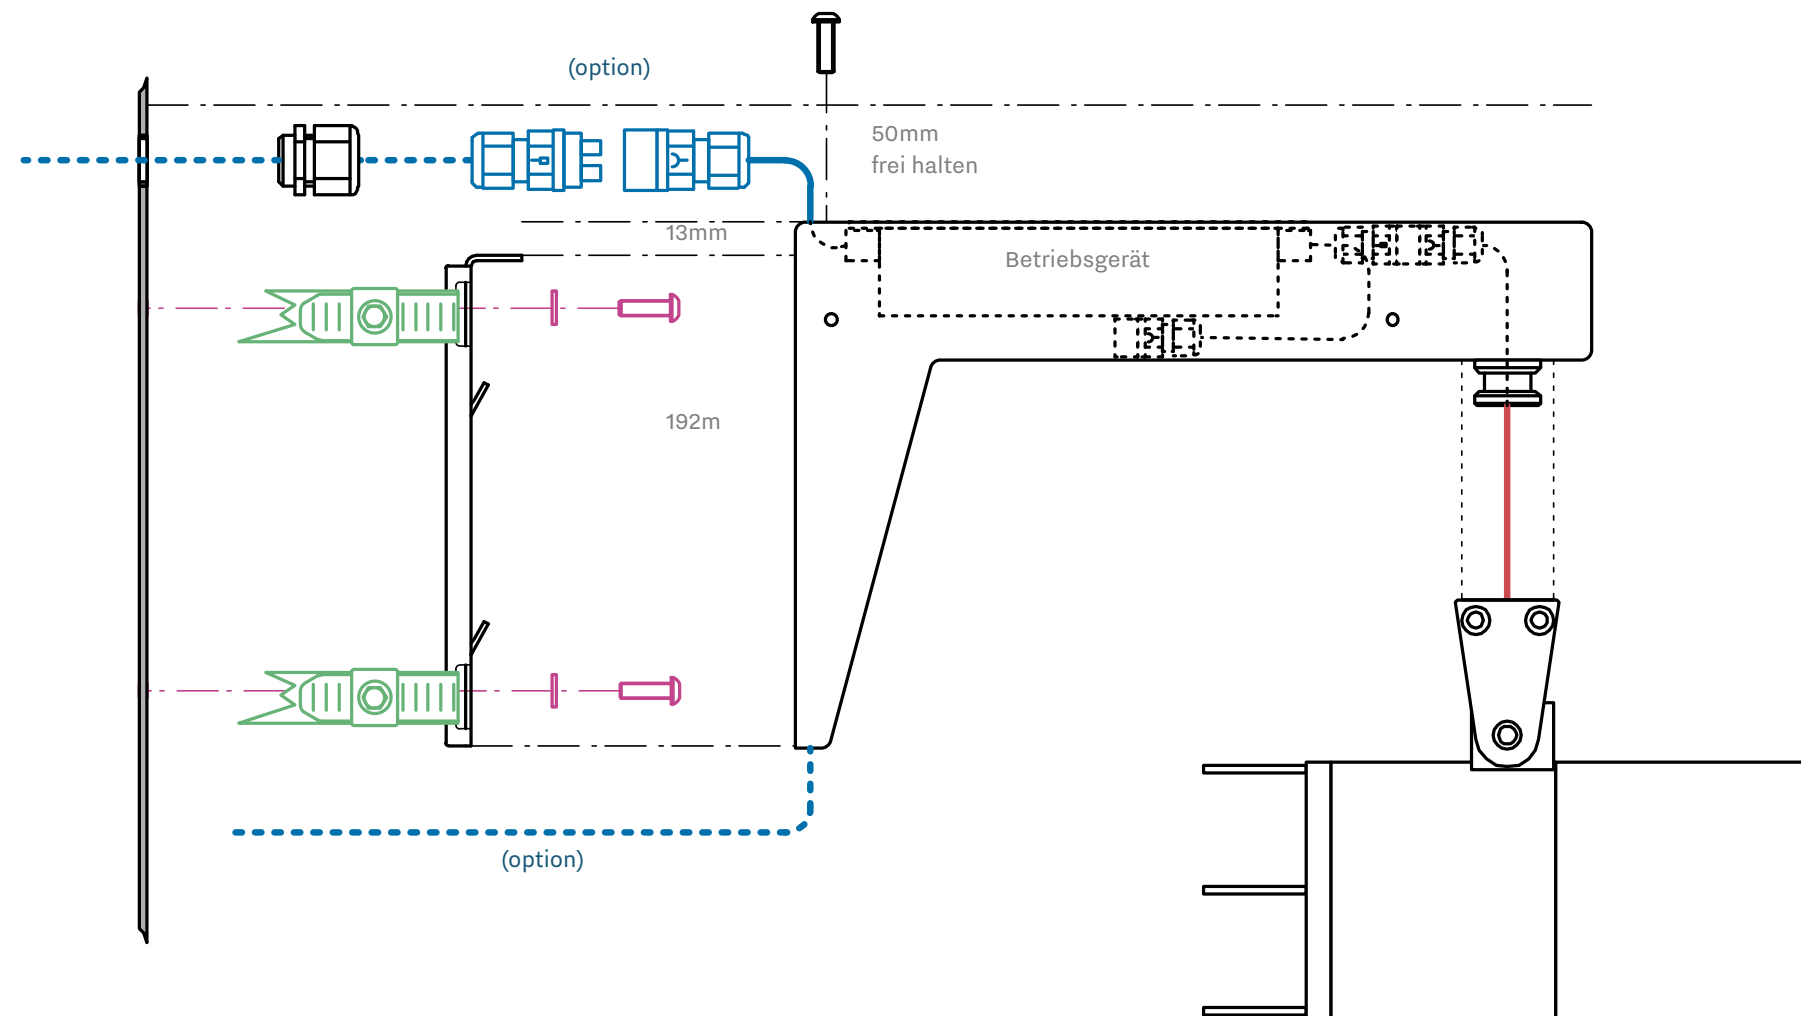 (option)
50mm
frei halten
13mm
Betriebsgerät
192m
(option)